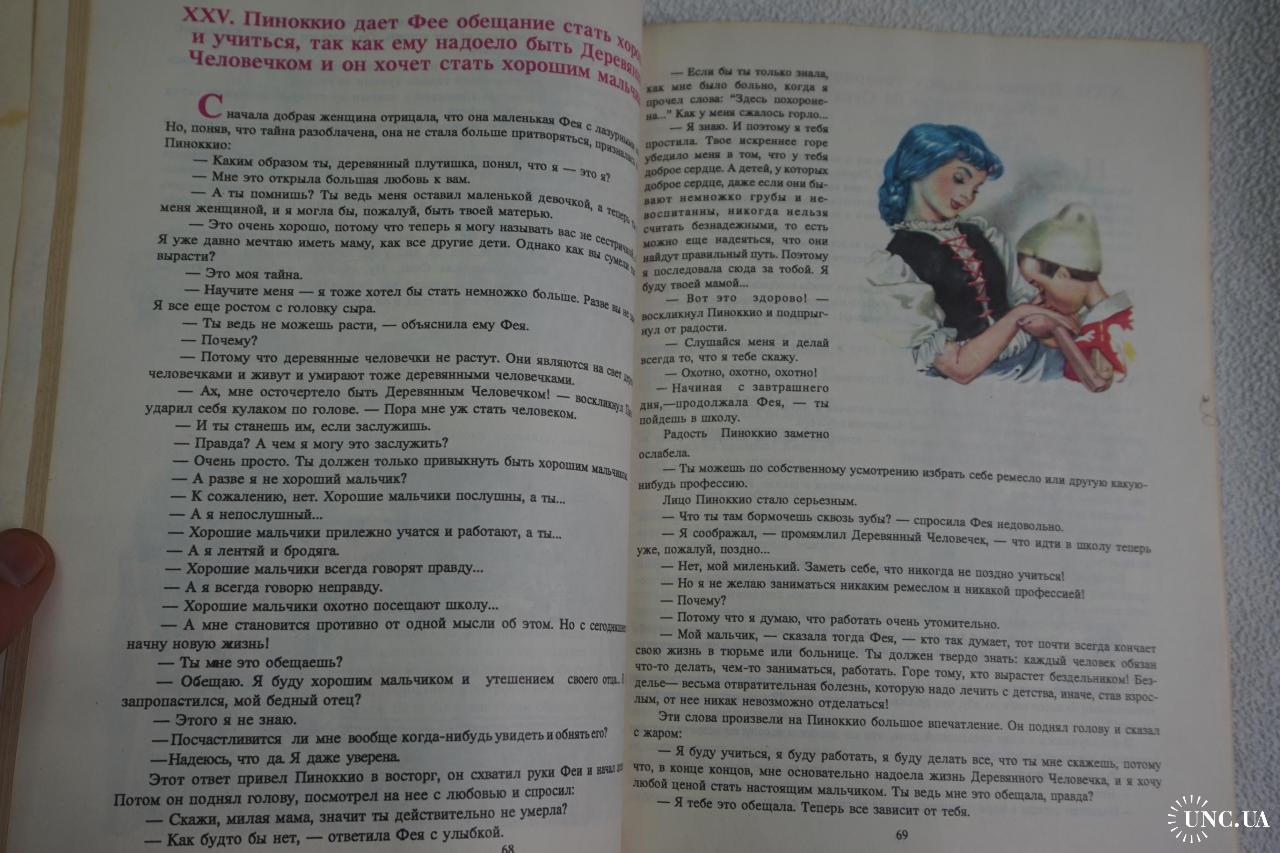 XXV. Пиноккио дает Фее обещание стать
и учиться, так как ему надоело быть
Человечком и он хочет стать хорошим
Сначала добрая женщина отрицала, что она маленькая Фея с
Но, поняв, что тайна разоблачена, она не стала больше притворяться,
Пиноккио:
— Каким образом ты, деревянный плутишка, понял, что я — это я?
— Мне это открыла большая любовь к вам.
— А ты помнишь? Ты ведь меня оставил маленькой девочкой, а теперь
меня женщиной, и я могла бы, пожалуй, быть твоей матерью.
— Это очень хорошо, потому что теперь я могу называть вас не сестричкой,
Я уже давно мечтаю иметь маму, как все другие дети. Однако как вы сумели
вырасти?
— Это моя тайна.
— Научите меня — я тоже хотел бы стать немножко больше. Разве вы не
Я все еще ростом с головку сыра.
— Ты ведь не можешь расти, — объяснила ему Фея.
— Почему?
— Потому что деревянные человечки не растут. Они являются на свет
человечками и живут и умирают тоже деревянными человечками.
— Ах, мне осточертело быть Деревянным Человечком! — воскликнул
ударил себя кулаком по голове. — Пора мне уж стать человеком.
— И ты станешь им, если заслужишь.
— Правда? А чем я могу это заслужить?
— Очень просто. Ты должен только привыкнуть быть хорошим мальчиком
— А разве я не хороший мальчик?
— К сожалению, нет. Хорошие мальчики послушны, а ты...
— А я непослушный...
— Хорошие мальчики прилежно учатся и работают, а ты...
— А я лентяй и бродяга.
— Хорошие мальчики всегда говорят правду...
— А я всегда говорю неправду.
— Хорошие мальчики охотно посещают школу...
— А мне становится противно от одной мысли об этом. Но с
начну новую жизнь!
— Ты мне это обещаешь?
— Обещаю. Я буду хорошим мальчиком и утешением своего отца.
запропастился, мой бедный отец?
— Этого я не знаю.
— Посчастливится ли мне вообще когда-нибудь увидеть и обнять его?
— Надеюсь, что да. Я даже уверена.
Этот ответ привел Пиноккио в восторг, он схватил руки Феи и начал
Потом он поднял голову, посмотрел на нее с любовью и спросил:
— Скажи, милая мама, значит ты действительно не умерла?
— Как будто бы нет, — ответила Фея с улыбкой.
68
— Если бы ты только знала,
как мне было больно, когда я
прочел слова: “Здесь похороне-
на...” Как у меня сжалось горло...
— Я знаю. И поэтому я тебя
простила. Твое искреннее горе
убедило меня в том, что у тебя
доброе сердце. А детей, у которых
доброе сердце, даже если они бы-
вают немножко грубы и не-
воспитанны, никогда нельзя
считать безнадежными, то есть
можно еще надеяться, что они
найдут правильный путь. Поэтому
я последовала сюда за тобой. Я
буду твоей мамой...
— Вот это здорово! —
воскликнул Пиноккио и подпрыг-
нул от радости.
— Слушайся меня и делай
всегда то, что я тебе скажу.
— Охотно, охотно, охотно!
— Начиная с завтрашнего
дня,—продолжала Фея, — ты
пойдешь в школу.
Радость Пиноккио заметно
ослабела.
— Ты можешь по собственному усмотрению избрать себе ремесло или другую какую-
нибудь профессию.
Лицо Пиноккио стало серьезным.
— Что ты там бормочешь сквозь зубы? — спросила Фея недовольно.
— Я соображал, — промямлил Деревянный Человечек, — что идти в школу теперь
уже, пожалуй, поздно...
— Нет, мой миленький. Заметь себе, что никогда не поздно учиться!
— Но я не желаю заниматься никаким ремеслом и никакой профессией!
— Почему?
— Потому что я думаю, что работать очень утомительно.
— Мой мальчик, — сказала тогда Фея, — кто так думает, тот почти всегда кончает
свою жизнь в тюрьме или больнице. Ты должен твердо знать: каждый человек обязан
что-то делать, чем-то заниматься, работать. Горе тому, кто вырастет бездельником! Без-
делье— весьма отвратительная болезнь, которую надо лечить с детства, иначе, став взрос-
лым, от нее никак невозможно отделаться!
Эти слова произвели на Пиноккио большое впечатление. Он поднял голову и сказал
с жаром:
— Я буду учиться, я буду работать, я буду делать все, что ты мне скажешь, потому
что, в конце концов, мне основательно надоела жизнь Деревянного Человечка, и я хочу
любой ценой стать настоящим мальчиком. Ты ведь мне это обещала, правда?
— Я тебе это обещала. Теперь все зависит от тебя.
69
UNC.UA